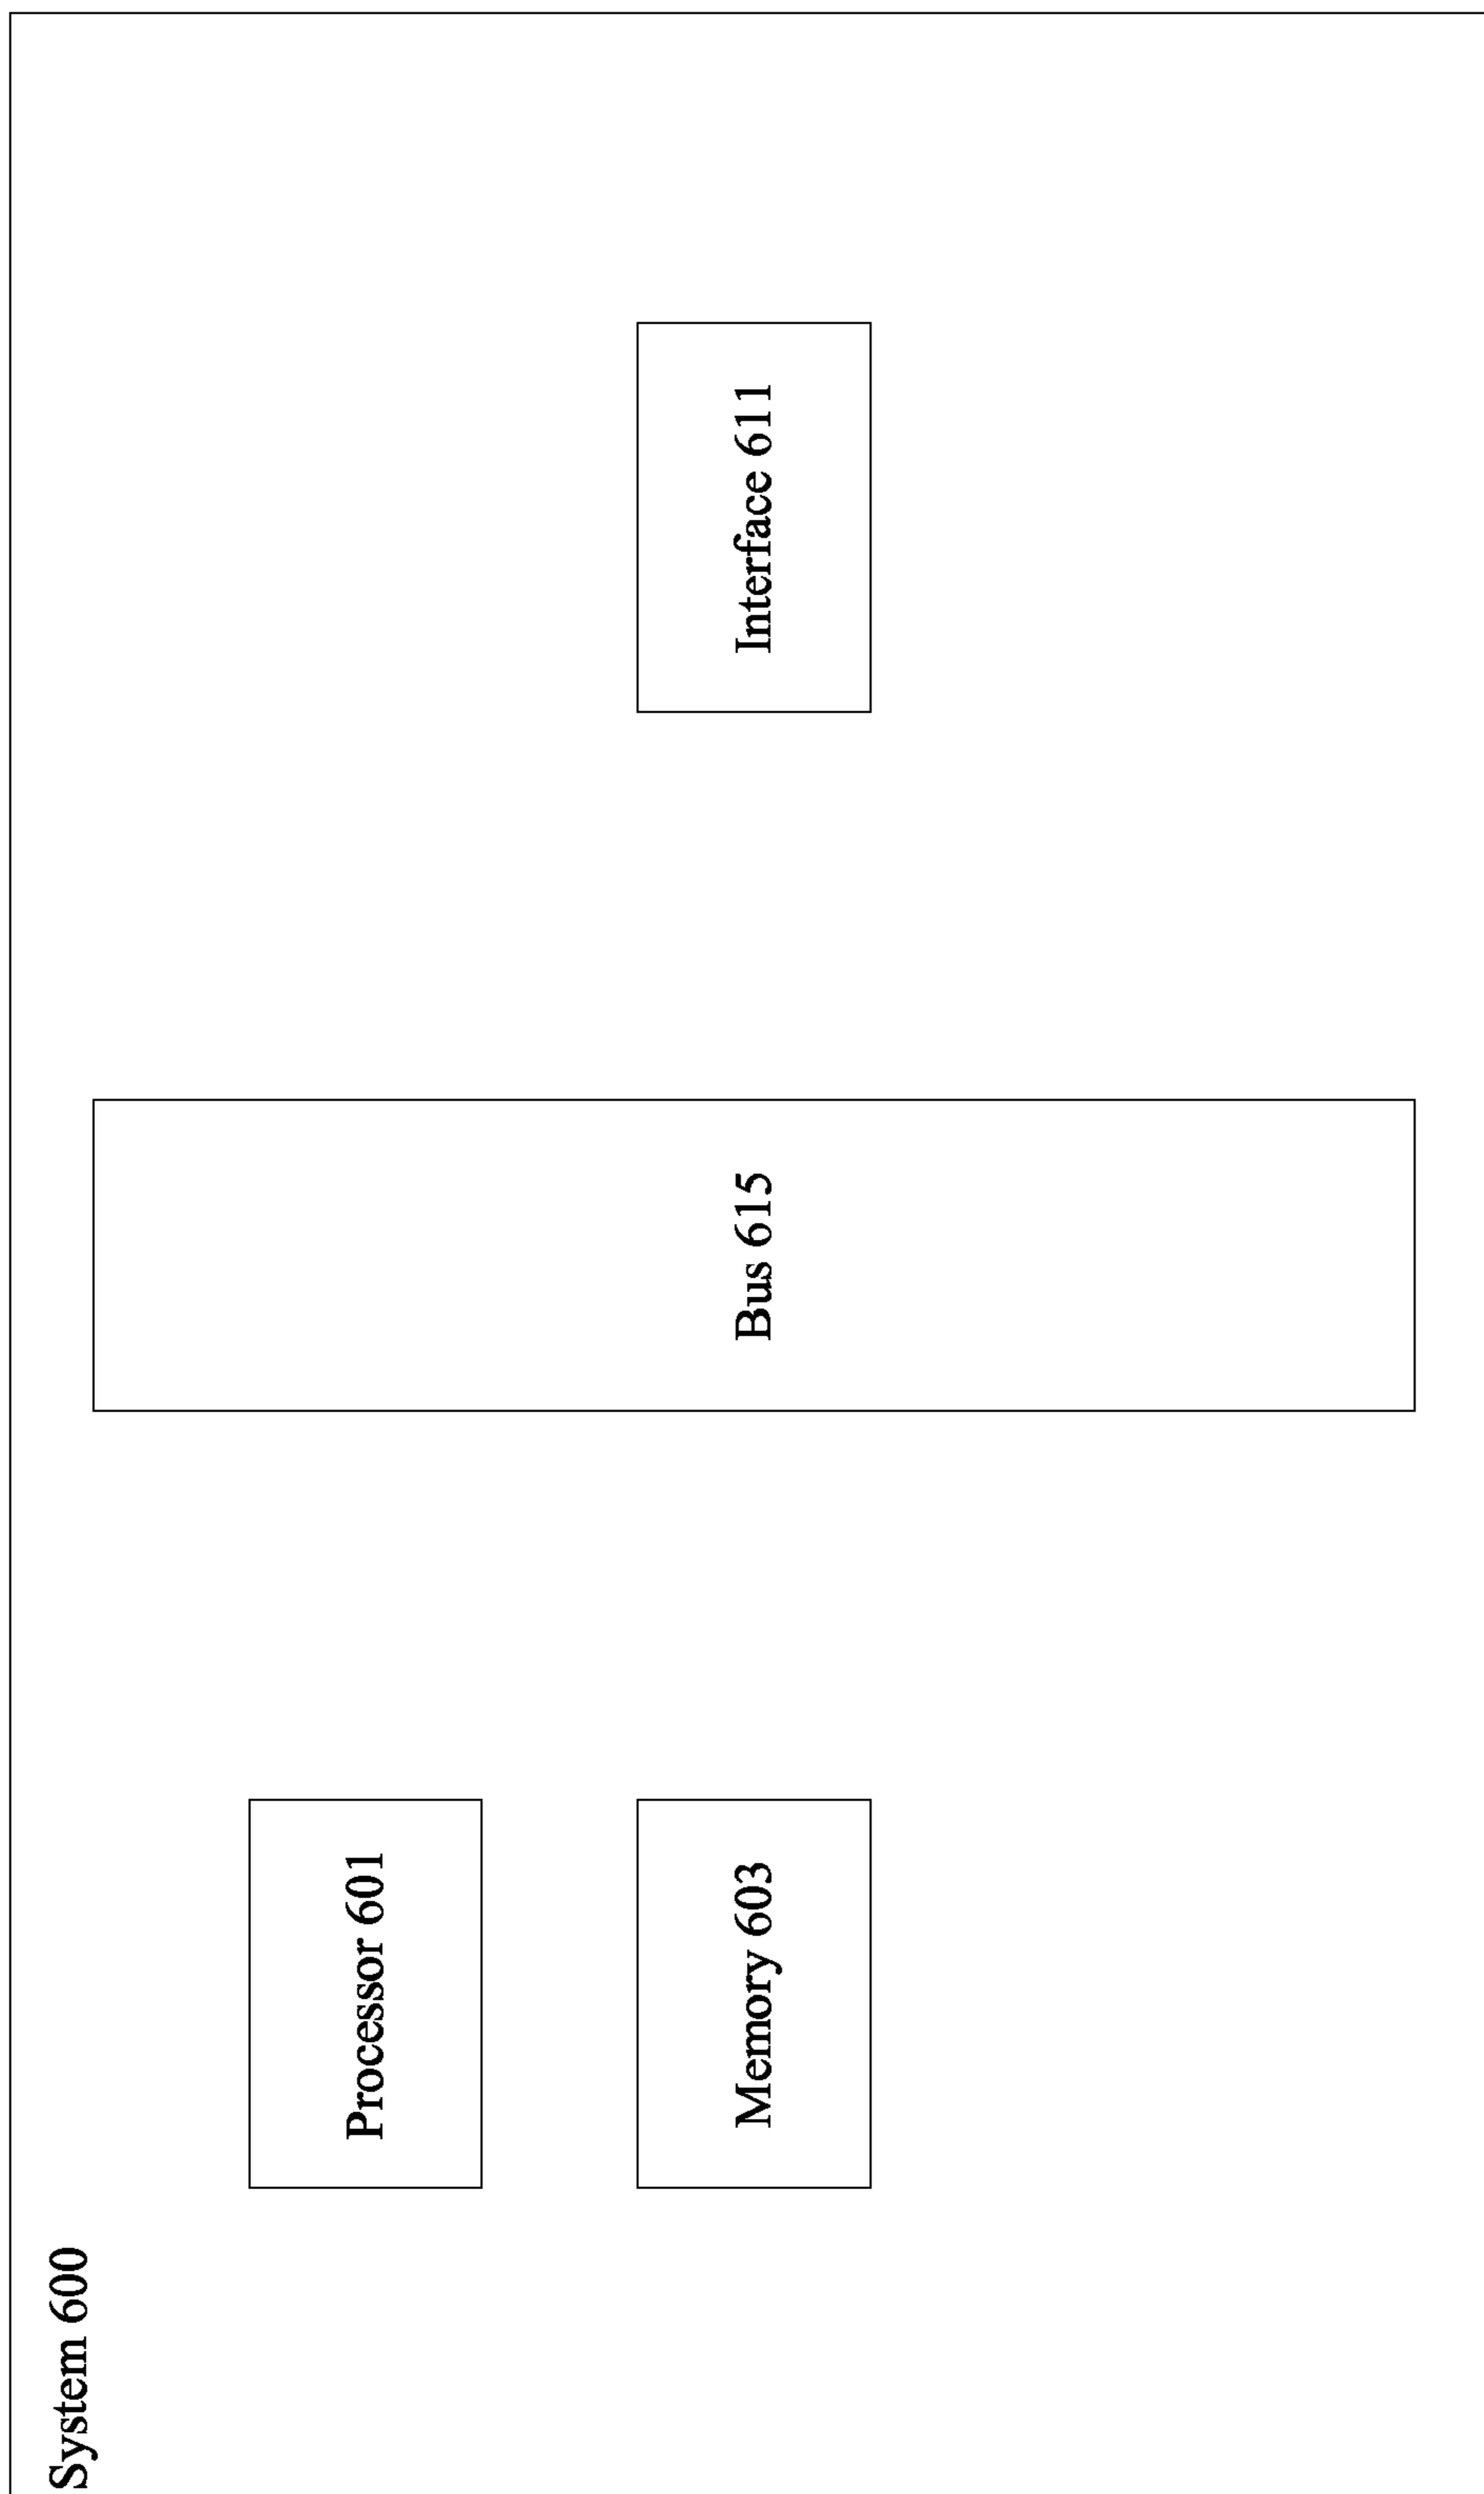 System 600
Processor 601
Memory 603
Bus 615
Interface 611